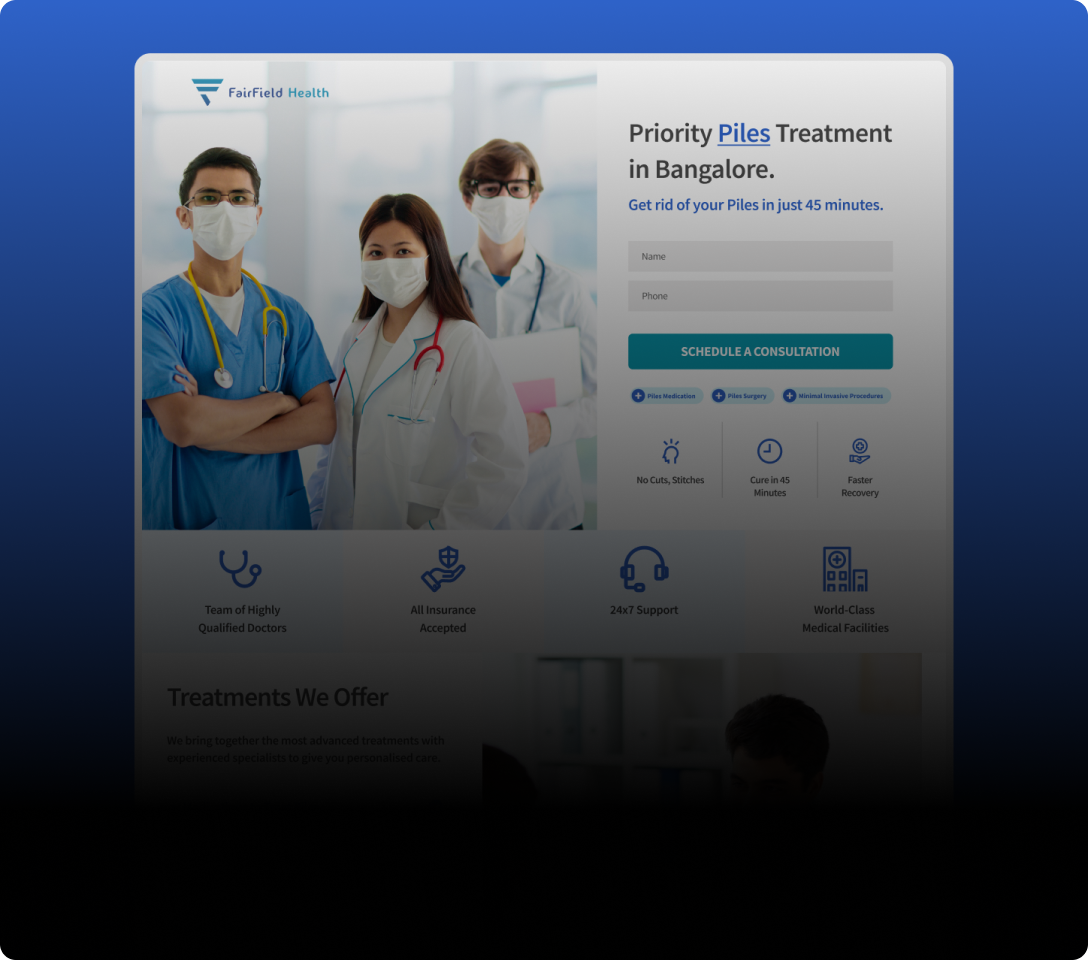 FairField Health
Priority Piles Treatment
in Bangalore.
Get rid of your Piles in just 45 minutes.
Name
Phone
SCHEDULE A CONSULTATION
Piles Medication
Piles Surgery
Minimal Invasive Procedures
No Cuts, Stitches
Cure in 45
Minutes
Faster
Recovery
Team of Highly
Qualified Doctors
All Insurance
Accepted
24x7 Support
World-Class
Medical Facilities
Treatments We Offer
We bring together the most advanced treatments with
experienced specialists to give you personalised care.